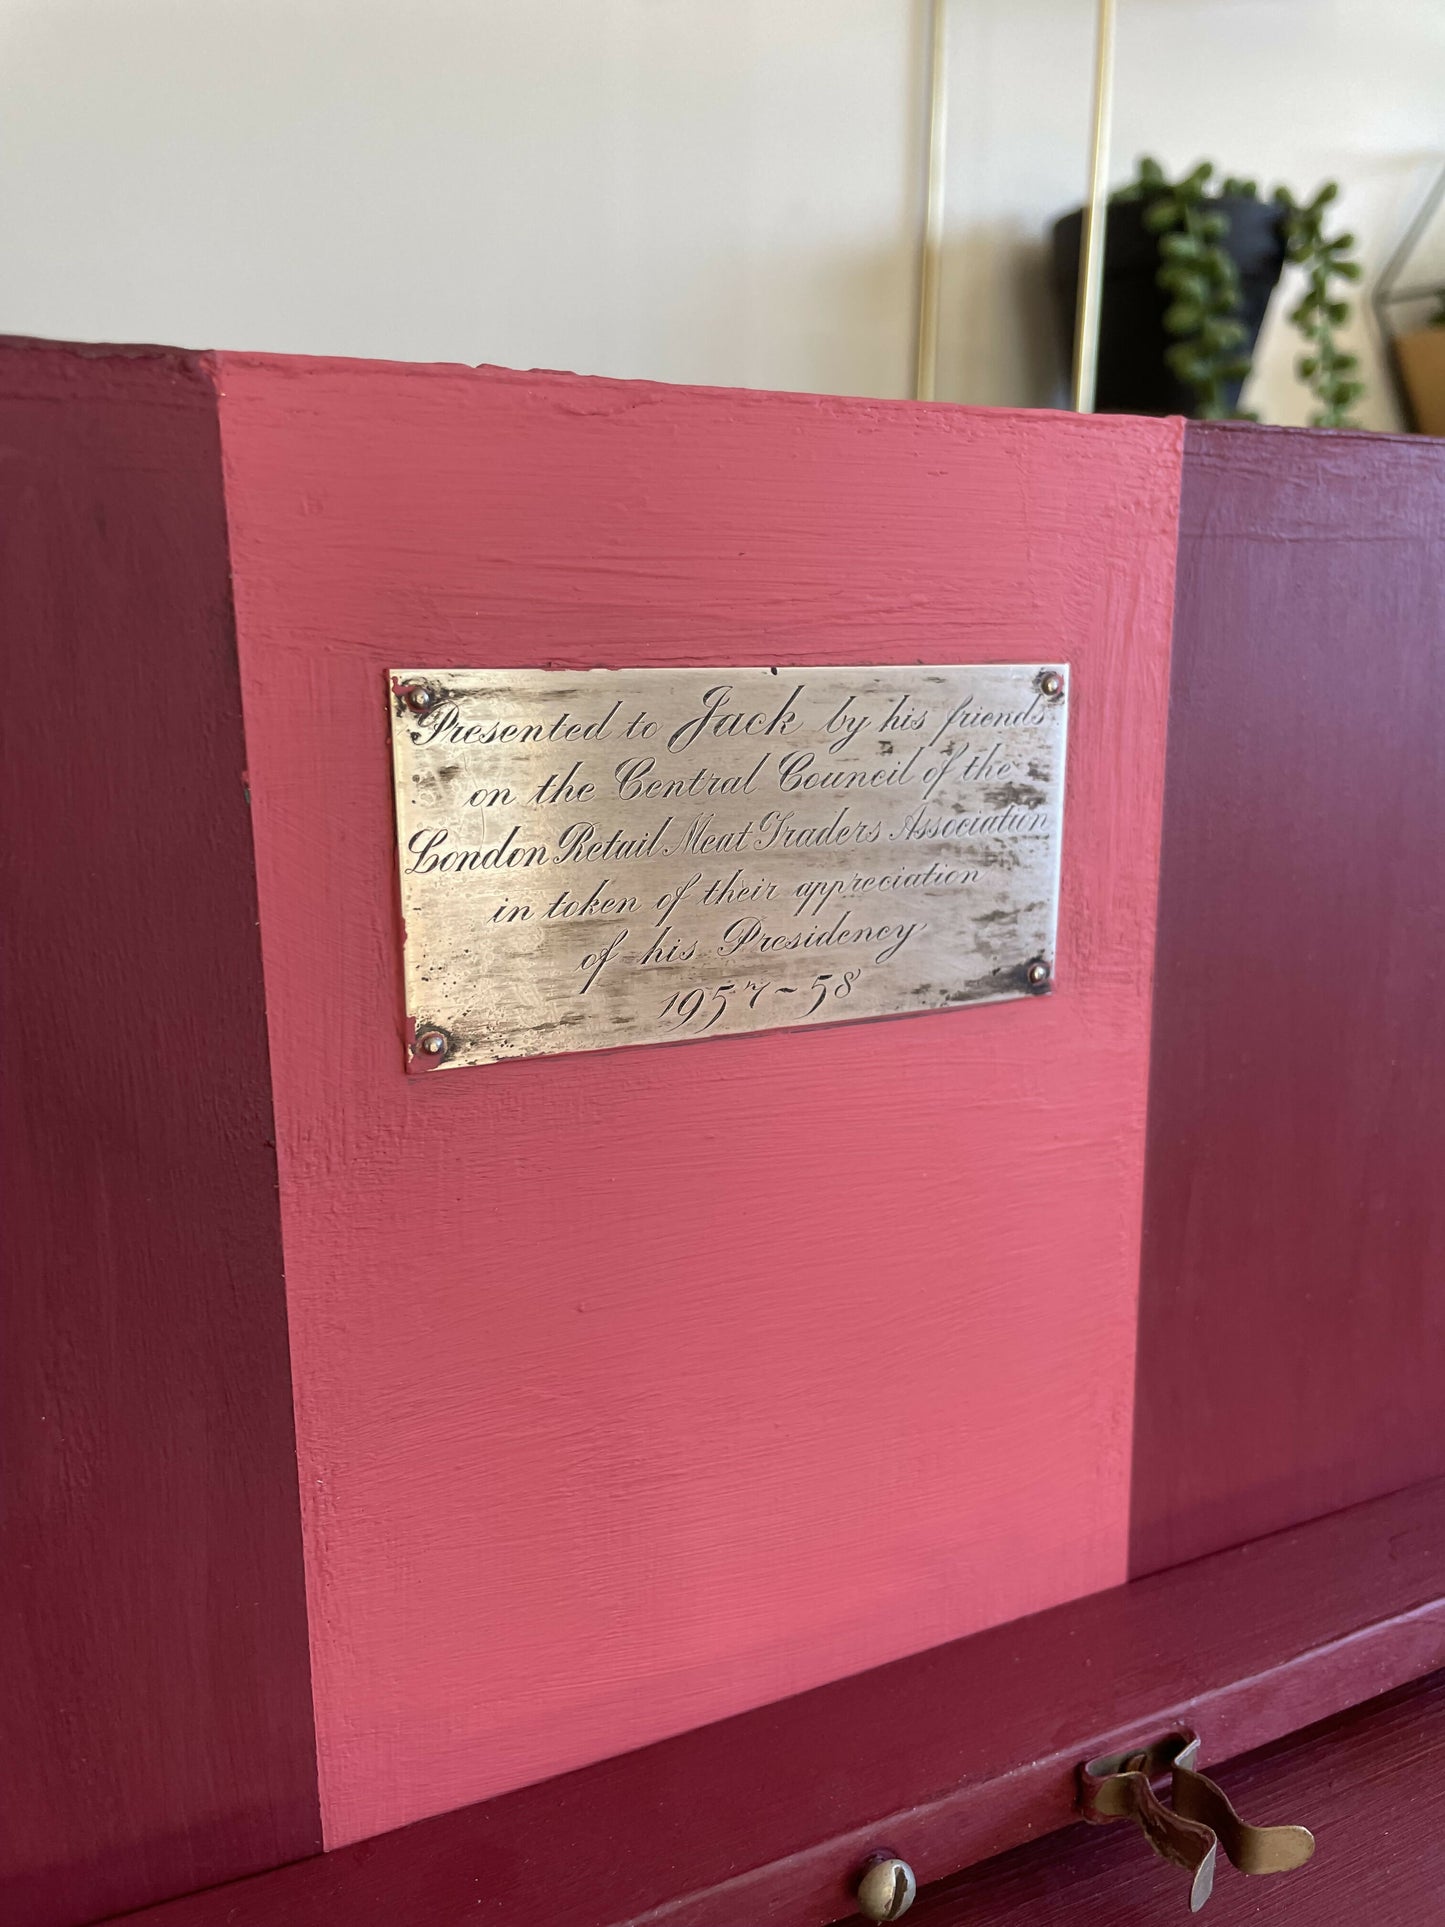 Presented to Jack by his friends
on the Central Council of the
London Retail Meat Traders Association
in token of their appreciation
of his Presidency
1957~58